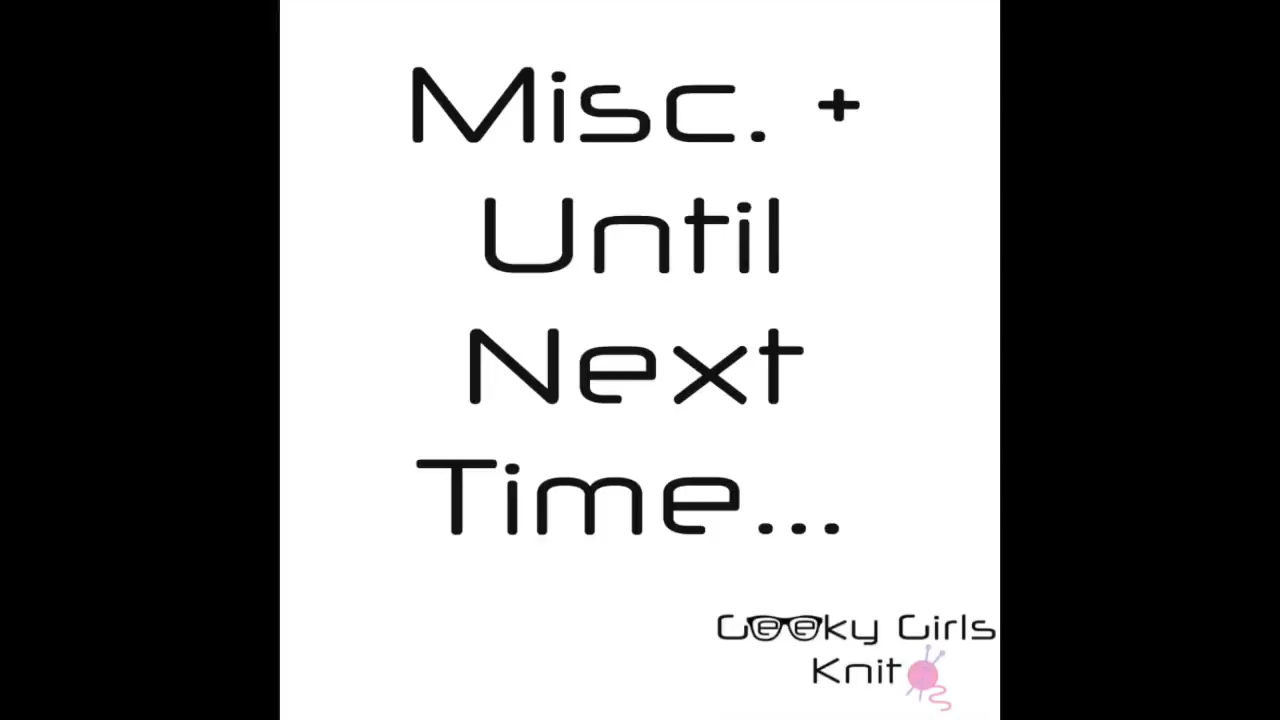 Misc. +
Until
Next
Time...
Geeky Girls
Knit